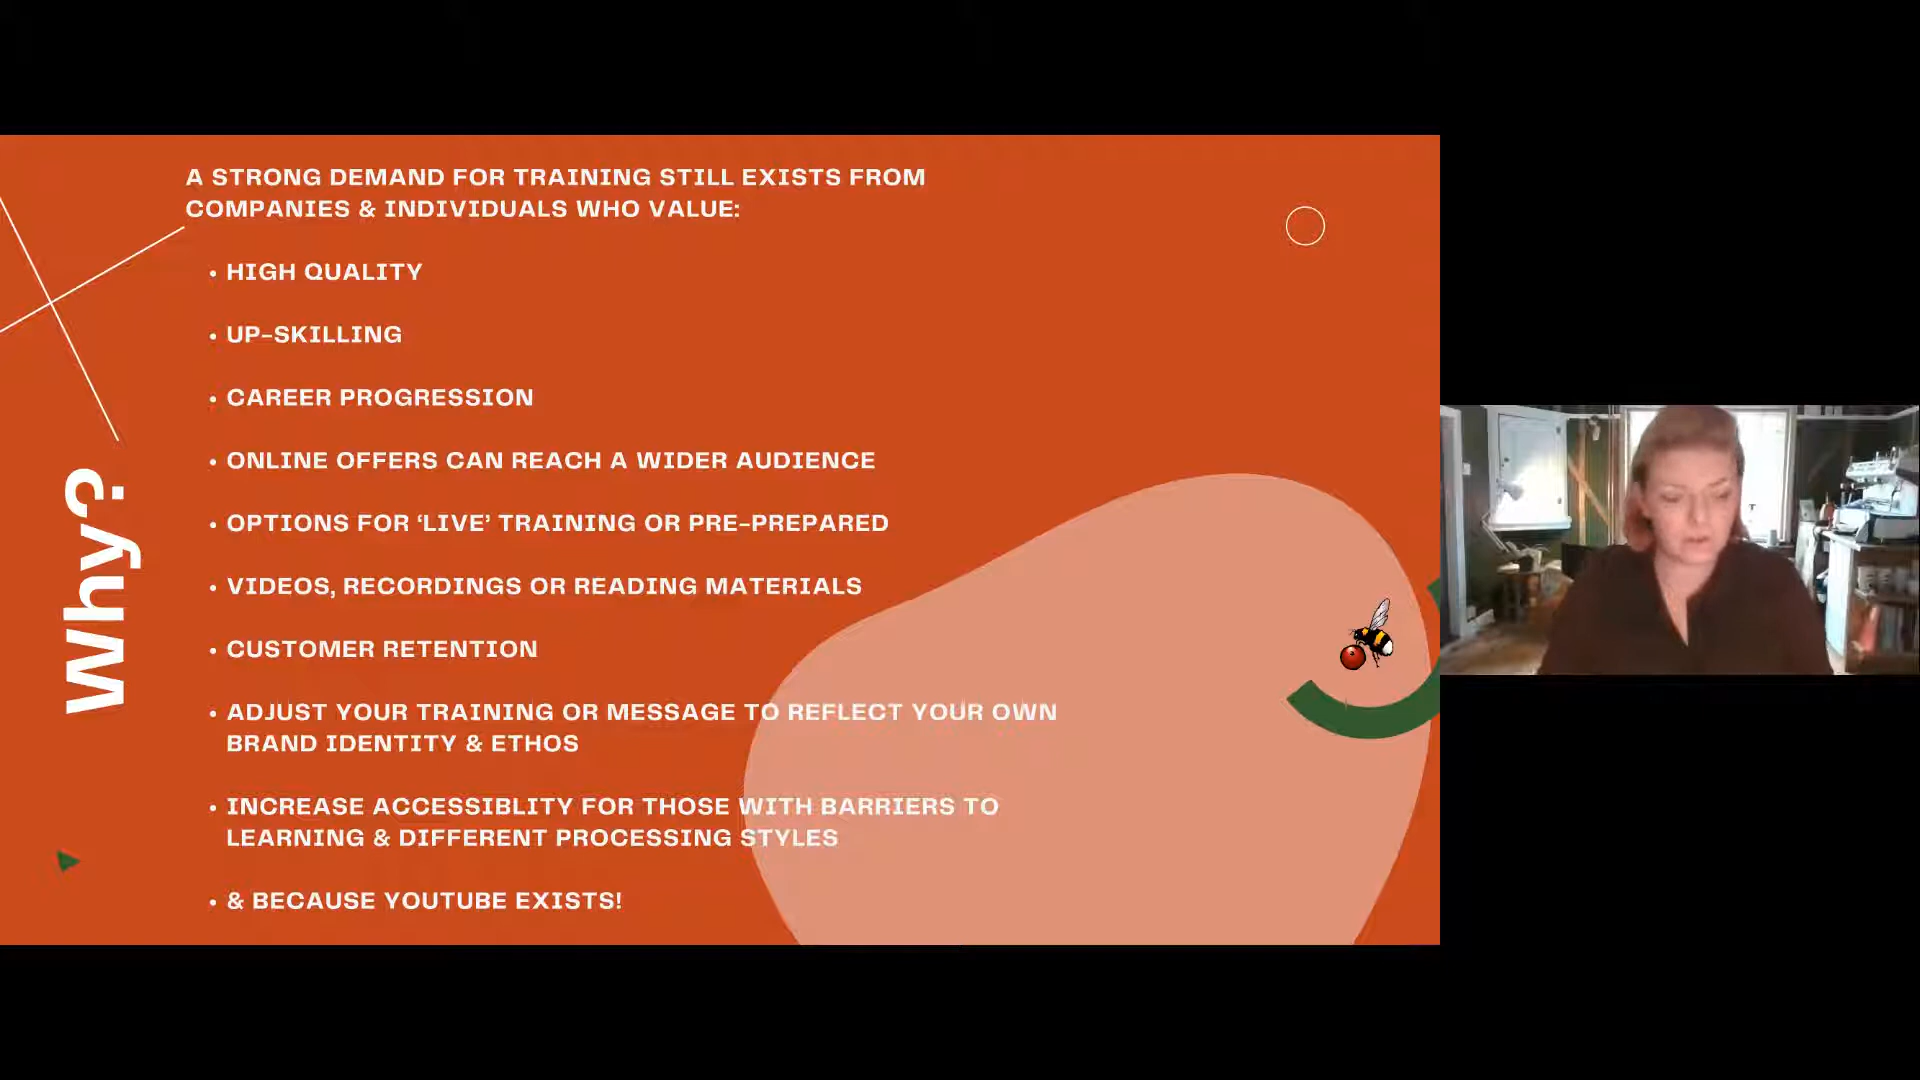 A STRONG DEMAND FOR TRAINING STILL EXISTS FROM
COMPANIES & INDIVIDUALS WHO VALUE:
• HIGH QUALITY
• UP-SKILLING
• CAREER PROGRESSION
• ONLINE OFFERS CAN REACH A WIDER AUDIENCE
• OPTIONS FOR ‘LIVE’ TRAINING OR PRE-PREPARED
• VIDEOS, RECORDINGS OR READING MATERIALS
• CUSTOMER RETENTION
• ADJUST YOUR TRAINING OR MESSAGE TO REFLECT YOUR OWN
BRAND IDENTITY & ETHOS
• INCREASE ACCESSIBLITY FOR THOSE WITH BARRIERS TO
LEARNING & DIFFERENT PROCESSING STYLES
• & BECAUSE YOUTUBE EXISTS!
Why?